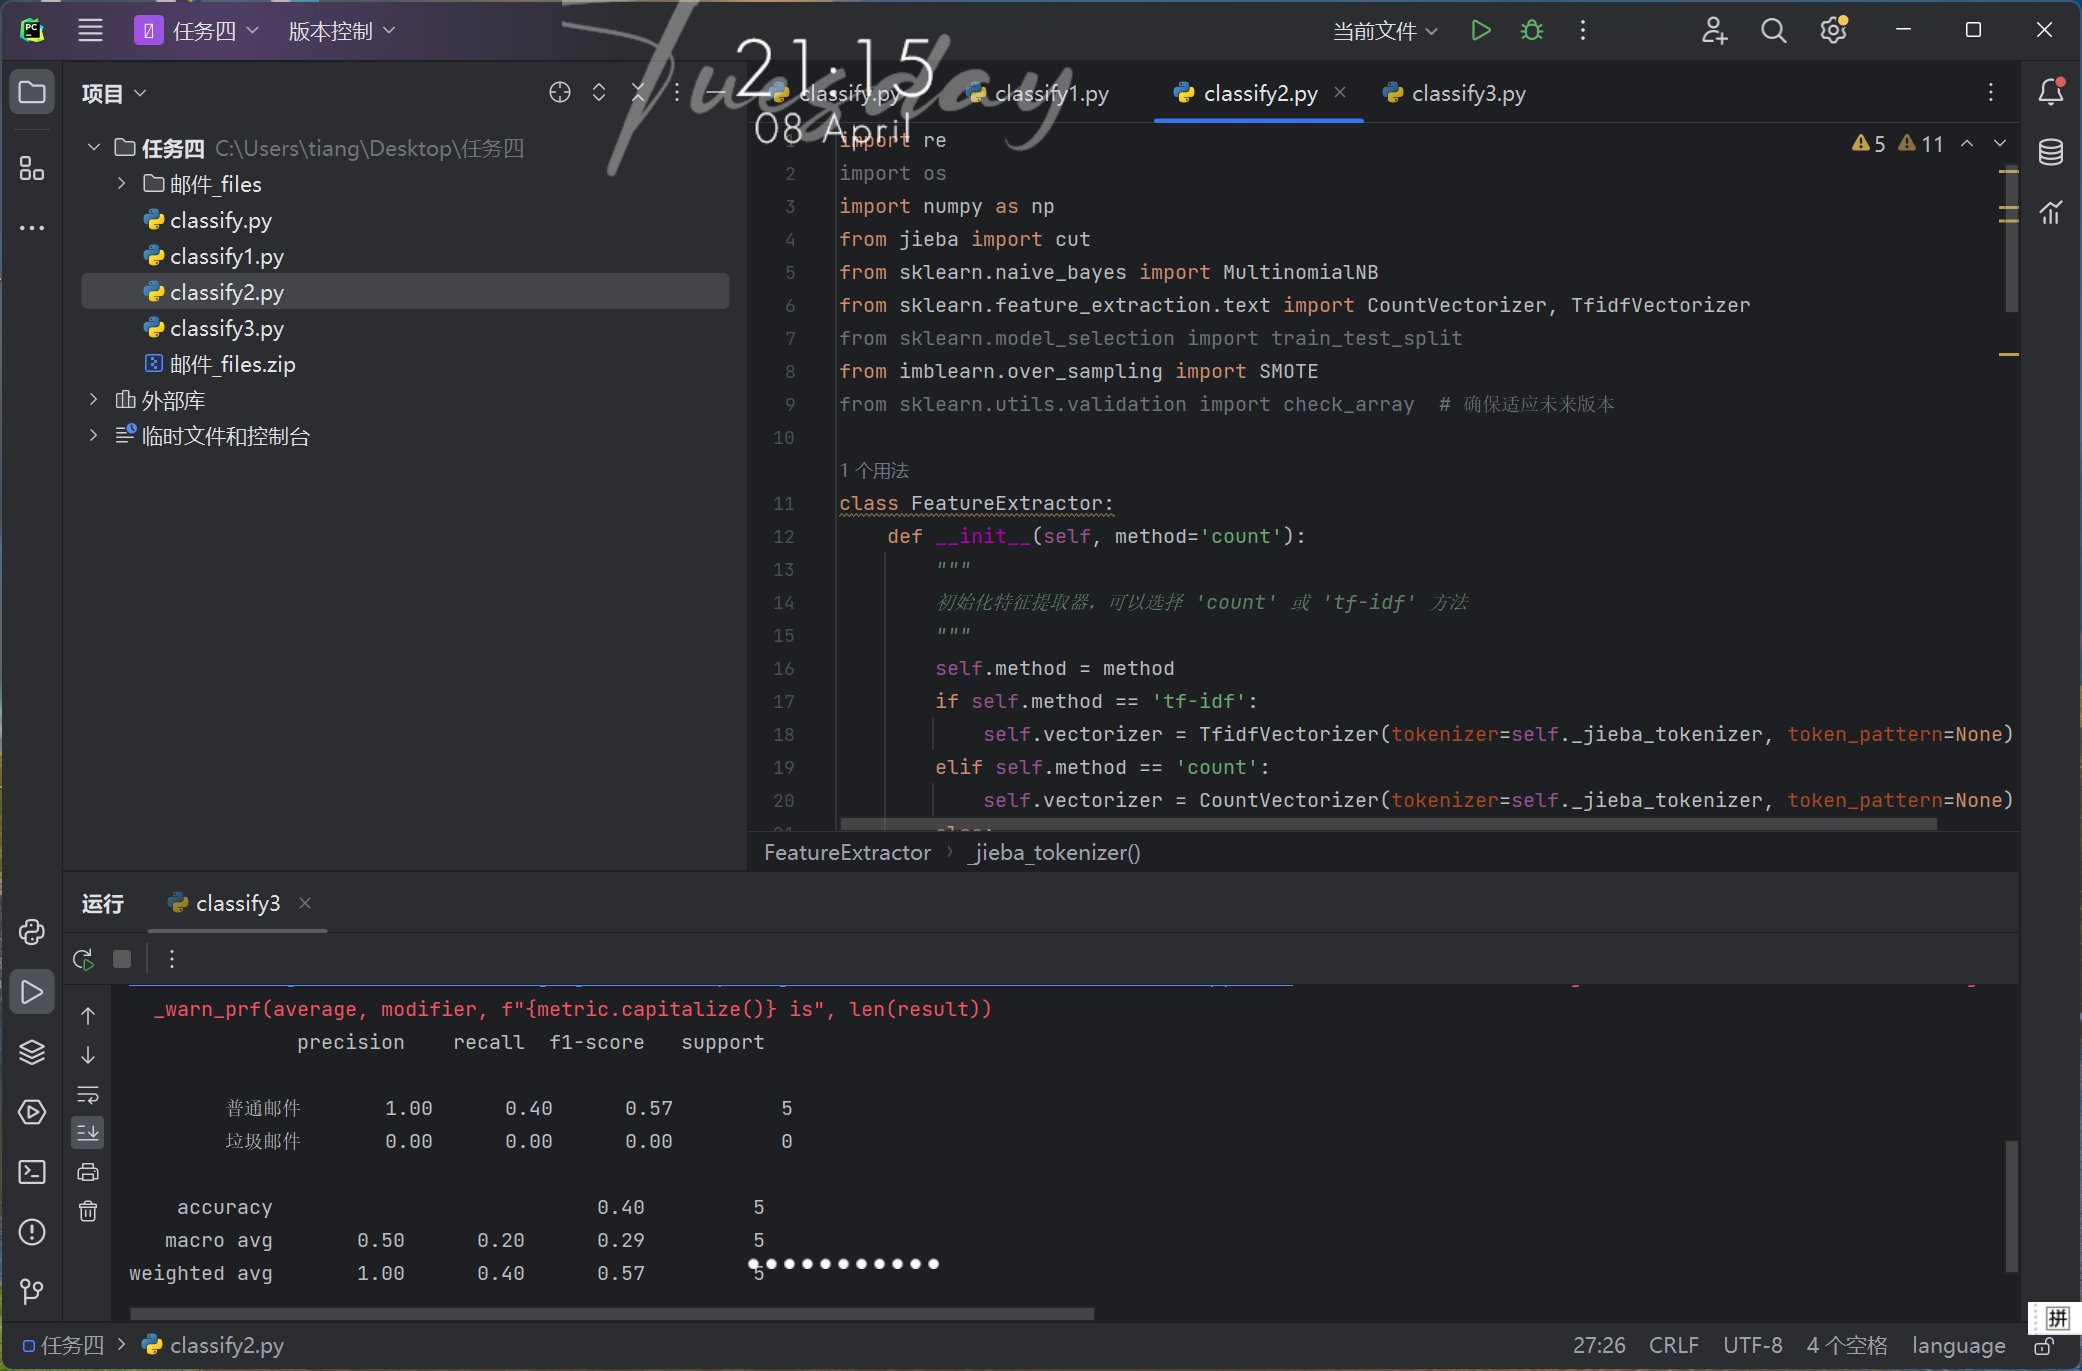 任务四 版本控制 当前文件
Tuesday
21:15
08 April
项目
classify.py classify1.py classify2.py classify3.py
任务四 C:\Users\tiang\Desktop\任务四
邮件_files
classify.py
classify1.py
classify2.py
classify3.py
邮件_files.zip
外部库
临时文件和控制台
5 11
1 import re
2 import os
3 import numpy as np
4 from jieba import cut
5 from sklearn.naive_bayes import MultinomialNB
6 from sklearn.feature_extraction.text import CountVectorizer, TfidfVectorizer
7 from sklearn.model_selection import train_test_split
8 from imblearn.over_sampling import SMOTE
9 from sklearn.utils.validation import check_array # 确保适应未来版本
10
1 个用法
11 class FeatureExtractor:
12 def __init__(self, method='count'):
13 """
14 初始化特征提取器，可以选择 'count' 或 'tf-idf' 方法
15 """
16 self.method = method
17 if self.method == 'tf-idf':
18 self.vectorizer = TfidfVectorizer(tokenizer=self._jieba_tokenizer, token_pattern=None)
19 elif self.method == 'count':
20 self.vectorizer = CountVectorizer(tokenizer=self._jieba_tokenizer, token_pattern=None)
21 else:
FeatureExtractor _jieba_tokenizer()
运行 classify3
_warn_prf(average, modifier, f"{metric.capitalize()} is", len(result))
precision recall f1-score support
普通邮件 1.00 0.40 0.57 5
垃圾邮件 0.00 0.00 0.00 0
accuracy 0.40 5
macro avg 0.50 0.20 0.29 5
weighted avg 1.00 0.40 0.57 5
拼
任务四 classify2.py 27:26 CRLF UTF-8 4 个空格 language